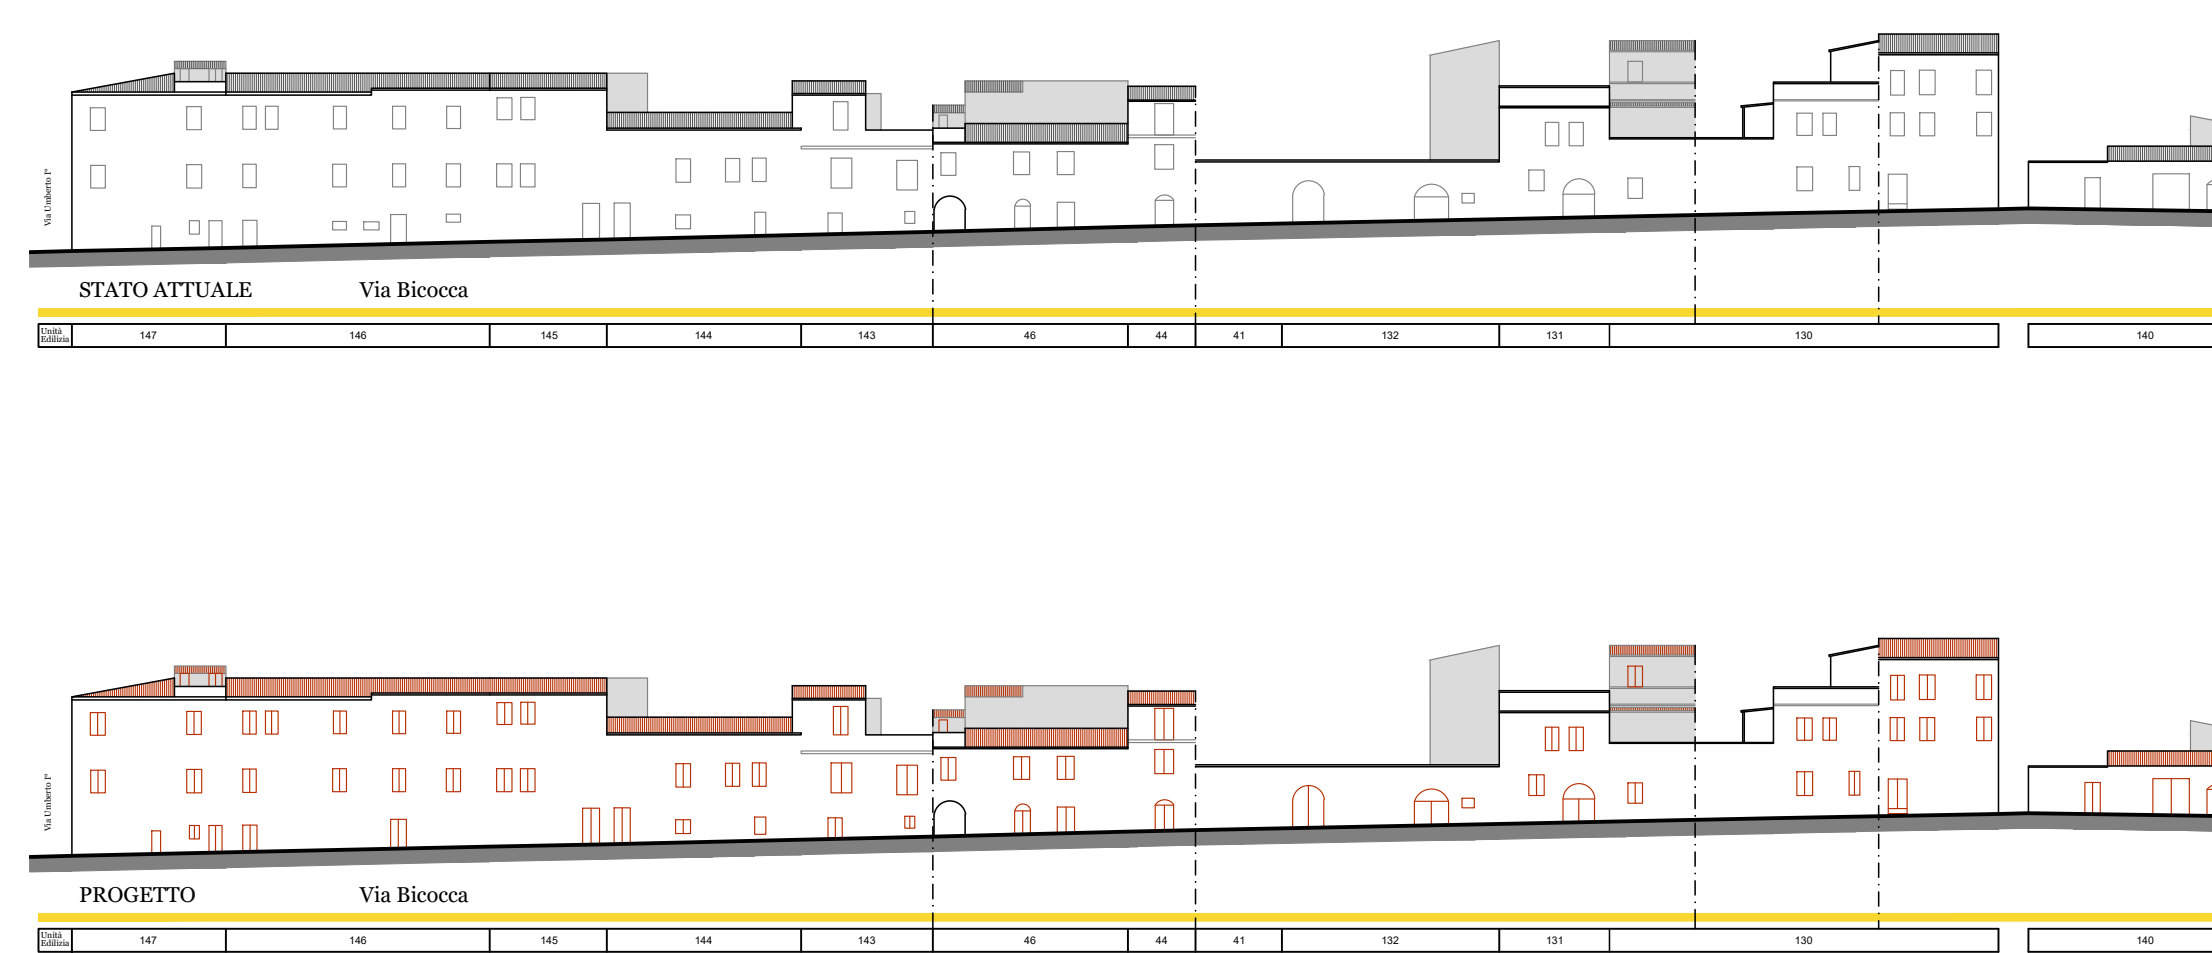 Via Umberto Iº
STATO ATTUALE Via Bicocca
Unità
Edilizia
147 146 145 144 143 46 44 41 132 131 130 140
Via Umberto Iº
PROGETTO Via Bicocca
Unità
Edilizia
147 146 145 144 143 46 44 41 132 131 130 140